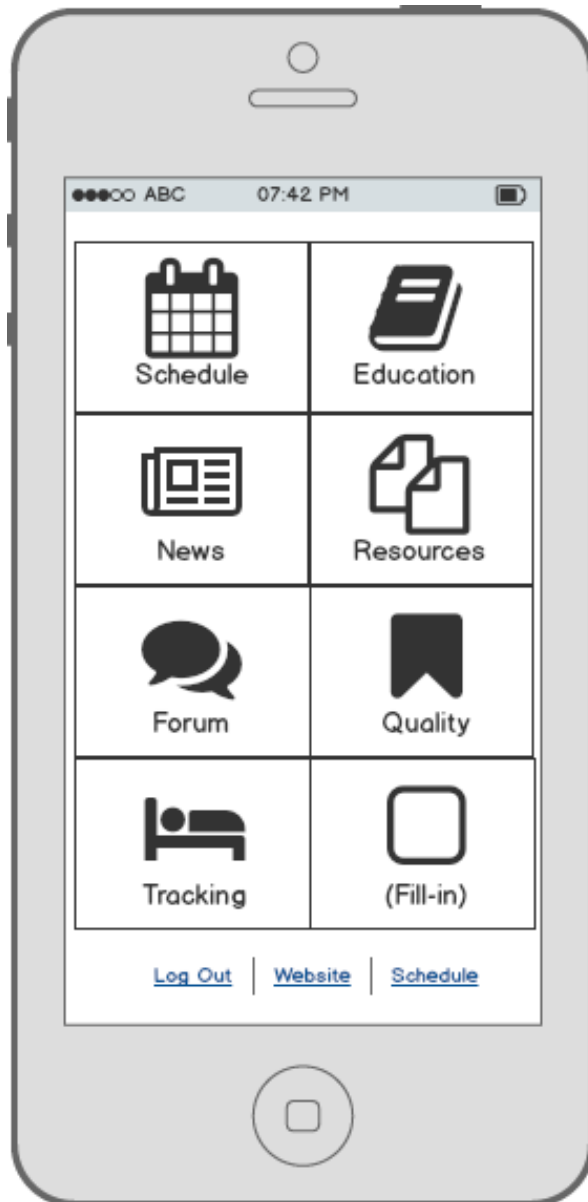 ABC 07:42 PM
Schedule Education
News Resources
Forum Quality
Tracking (Fill-in)
Log Out Website Schedule